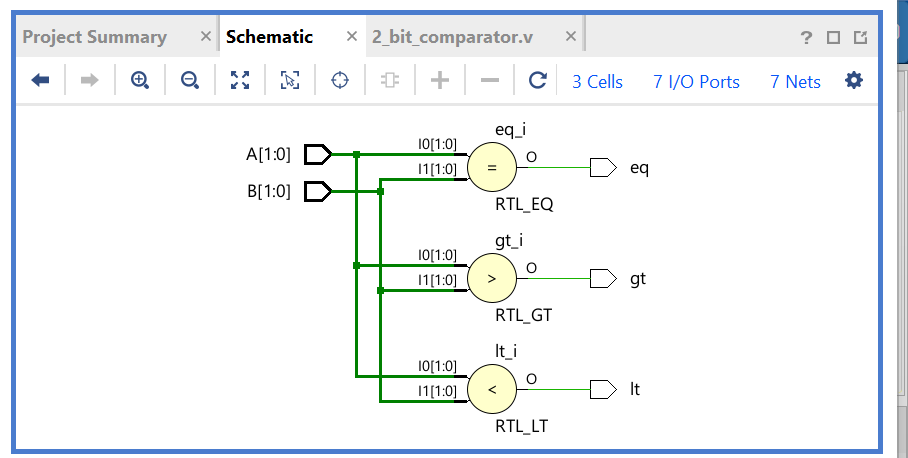 Project Summary × Schematic × 2_bit_comparator.v × ?
3 Cells 7 I/O Ports 7 Nets
eq_i
A[1:0] I0[1:0] O
= eq
B[1:0] I1[1:0]
RTL_EQ
gt_i
I0[1:0] O
> gt
I1[1:0]
RTL_GT
lt_i
I0[1:0] O
< lt
I1[1:0]
RTL_LT